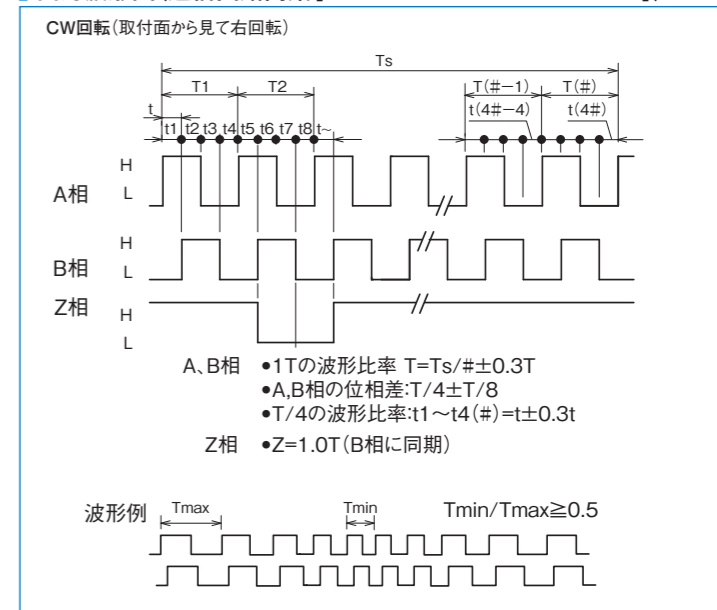 CW回転(取付面から見て右回転)
Ts
T1 T2 T(#−1) T(#)
t t1 t2 t3 t4 t5 t6 t7 t8 t~ t(4#−4) t(4#)
A相 H L
B相 H L
Z相 H L
A、B相 ●1Tの波形比率 T=Ts/#±0.3T
●A,B相の位相差:T/4±T/8
●T/4の波形比率:t1〜t4(#)=t±0.3t
Z相 ●Z=1.0T(B相に同期)
波形例 Tmax Tmin Tmin/Tmax≧0.5